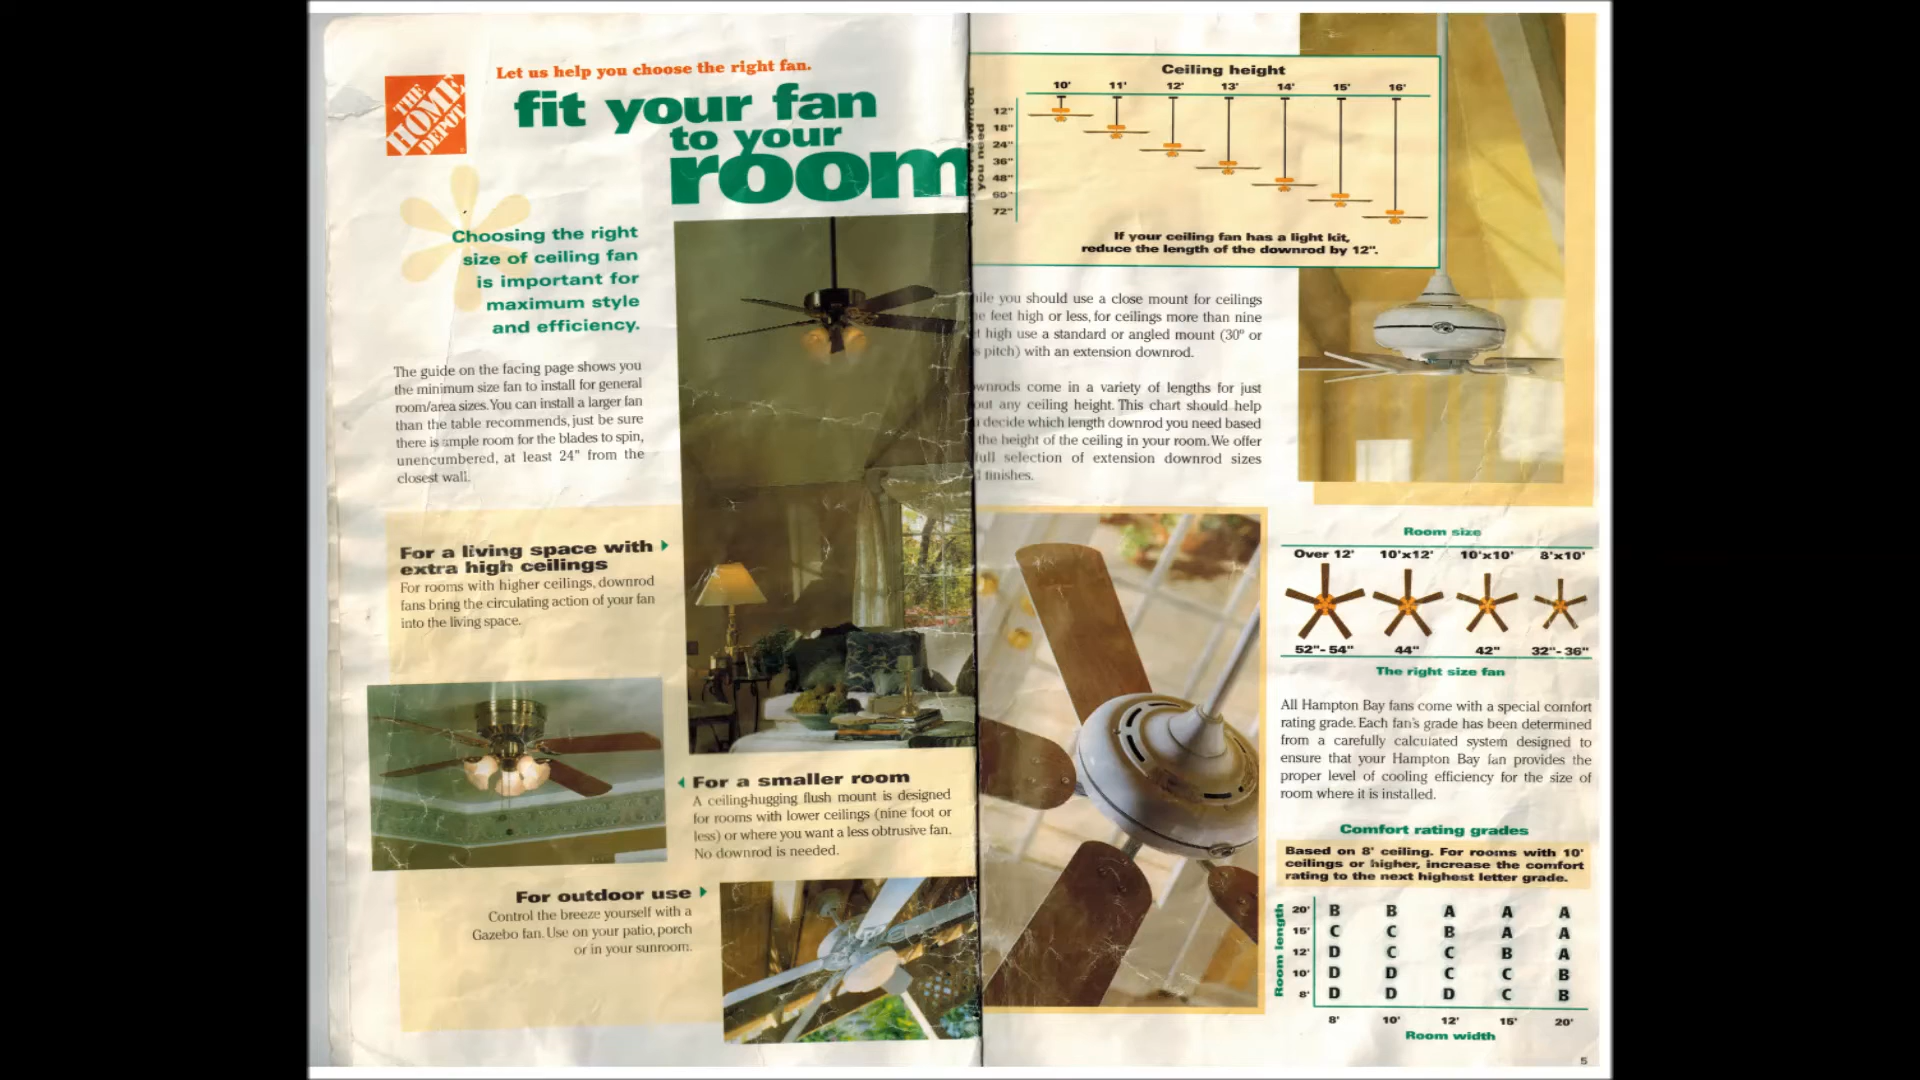 Let us help you choose the right fan.
THE
HOME
DEPOT
fit your fan
to your
room
Choosing the right
size of ceiling fan
is important for
maximum style
and efficiency.
The guide on the facing page shows you
the minimum size fan to install for general
room/area sizes. You can install a larger fan
than the table recommends, just be sure
there is ample room for the blades to spin,
unencumbered, at least 24" from the
closest wall.
For a living space with
extra high ceilings
For rooms with higher ceilings, downrod
fans bring the circulating action of your fan
into the living space.
For a smaller room
A ceiling-hugging flush mount is designed
for rooms with lower ceilings (nine foot or
less) or where you want a less obtrusive fan.
No downrod is needed.
For outdoor use
Control the breeze yourself with a
Gazebo fan. Use on your patio, porch
or in your sunroom.
Ceiling height
10' 11' 12' 13' 14' 15' 16'
you need
12"
18"
24"
36"
48"
60"
72"
If your ceiling fan has a light kit,
reduce the length of the downrod by 12".
you should use a close mount for ceilings
feet high or less, for ceilings more than nine
high use a standard or angled mount (30° or
pitch) with an extension downrod.
come in a variety of lengths for just
any ceiling height. This chart should help
decide which length downrod you need based
the height of the ceiling in your room. We offer
full selection of extension downrod sizes
finishes.
Room size
Over 12' 10'x12' 10'x10' 8'x10'
52"- 54" 44" 42" 32"- 36"
The right size fan
All Hampton Bay fans come with a special comfort
rating grade. Each fan's grade has been determined
from a carefully calculated system designed to
ensure that your Hampton Bay fan provides the
proper level of cooling efficiency for the size of
room where it is installed.
Comfort rating grades
Based on 8' ceiling. For rooms with 10'
ceilings or higher, increase the comfort
rating to the next highest letter grade.
Room length
20' B B A A A
15' C C B A A
12' D C C B A
10' D D C C B
8' D D D C B
8' 10' 12' 15' 20'
Room width
5